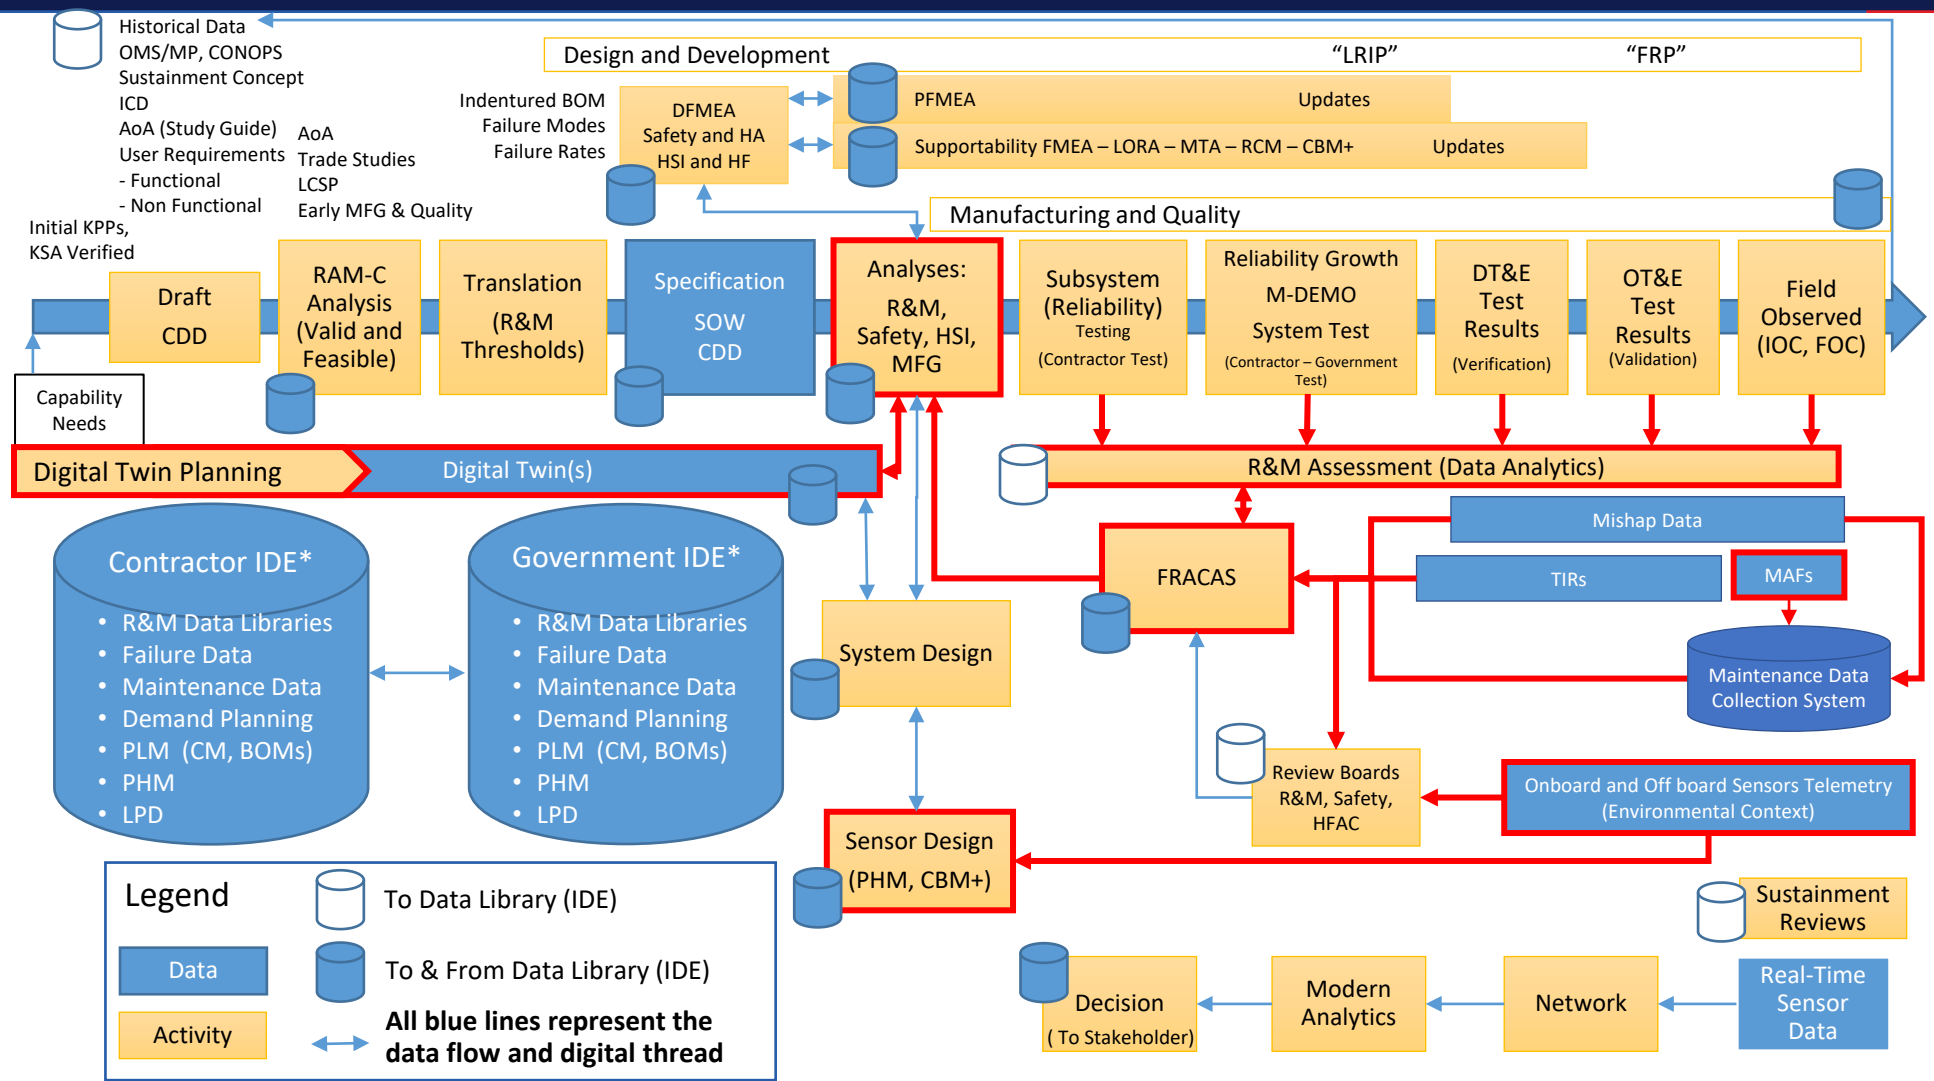 Historical Data
OMS/MP, CONOPS
Sustainment Concept
ICD
AoA (Study Guide)
User Requirements
- Functional
- Non Functional
AoA
Trade Studies
LCSP
Early MFG & Quality
Initial KPPs,
KSA Verified
Design and Development
“LRIP”
“FRP”
Indentured BOM
Failure Modes
Failure Rates
DFMEA
Safety and HA
HSI and HF
PFMEA
Updates
Supportability FMEA – LORA – MTA – RCM – CBM+
Updates
Manufacturing and Quality
Draft
CDD
RAM-C
Analysis
(Valid and
Feasible)
Translation
(R&M
Thresholds)
Specification
SOW
CDD
Analyses:
R&M,
Safety, HSI,
MFG
Subsystem
(Reliability)
Testing
(Contractor Test)
Reliability Growth
M-DEMO
System Test
(Contractor – Government
Test)
DT&E
Test
Results
(Verification)
OT&E
Test
Results
(Validation)
Field
Observed
(IOC, FOC)
Capability
Needs
Digital Twin Planning
Digital Twin(s)
R&M Assessment (Data Analytics)
Contractor IDE*
• R&M Data Libraries
• Failure Data
• Maintenance Data
• Demand Planning
• PLM (CM, BOMs)
• PHM
• LPD
Government IDE*
• R&M Data Libraries
• Failure Data
• Maintenance Data
• Demand Planning
• PLM (CM, BOMs)
• PHM
• LPD
System Design
Sensor Design
(PHM, CBM+)
FRACAS
Mishap Data
TIRs
MAFs
Maintenance Data
Collection System
Review Boards
R&M, Safety,
HFAC
Onboard and Off board Sensors Telemetry
(Environmental Context)
Sustainment
Reviews
Legend
To Data Library (IDE)
Data
To & From Data Library (IDE)
Activity
All blue lines represent the
data flow and digital thread
Decision
( To Stakeholder)
Modern
Analytics
Network
Real-Time
Sensor
Data